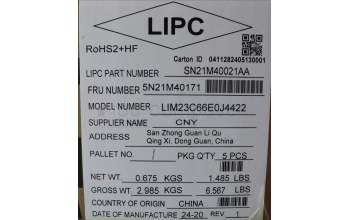 LIPC
RoHS2+HF
Carton ID 0411282405130001
LIPC PART NUMBER SN21M40021AA
FRU NUMBER 5N21M40171
MODEL NUMBER LIM23C66E0J4422
SUPPLIER NAME CNY
ADDRESS San Zhong Guan Li Qu
Qing Xi, Dong Guan, China
PALLET NO. / PKG Q'TY 5 PCS
NET WT. 0.675 KGS 1.485 LBS
GROSS WT. 2.985 KGS 6.567 LBS
COUNTRY OF ORIGIN CHINA
DATE OF MANUFACTURE 24-20 REV. 1